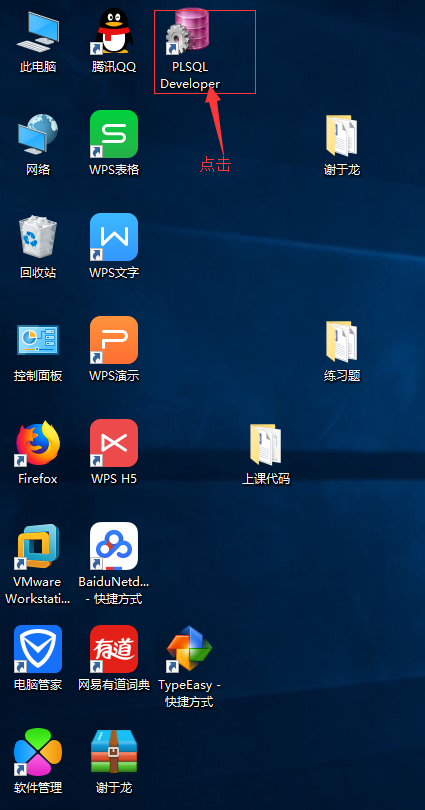 此电脑
腾讯QQ
PLSQL
Developer
点击
网络
S
WPS表格
谢于龙
回收站
W
WPS文字
控制面板
P
WPS演示
练习题
Firefox
WPS H5
上课代码
VMware
Workstati...
BaiduNetd...
- 快捷方式
电脑管家
有道
网易有道词典
TypeEasy -
快捷方式
软件管理
谢于龙